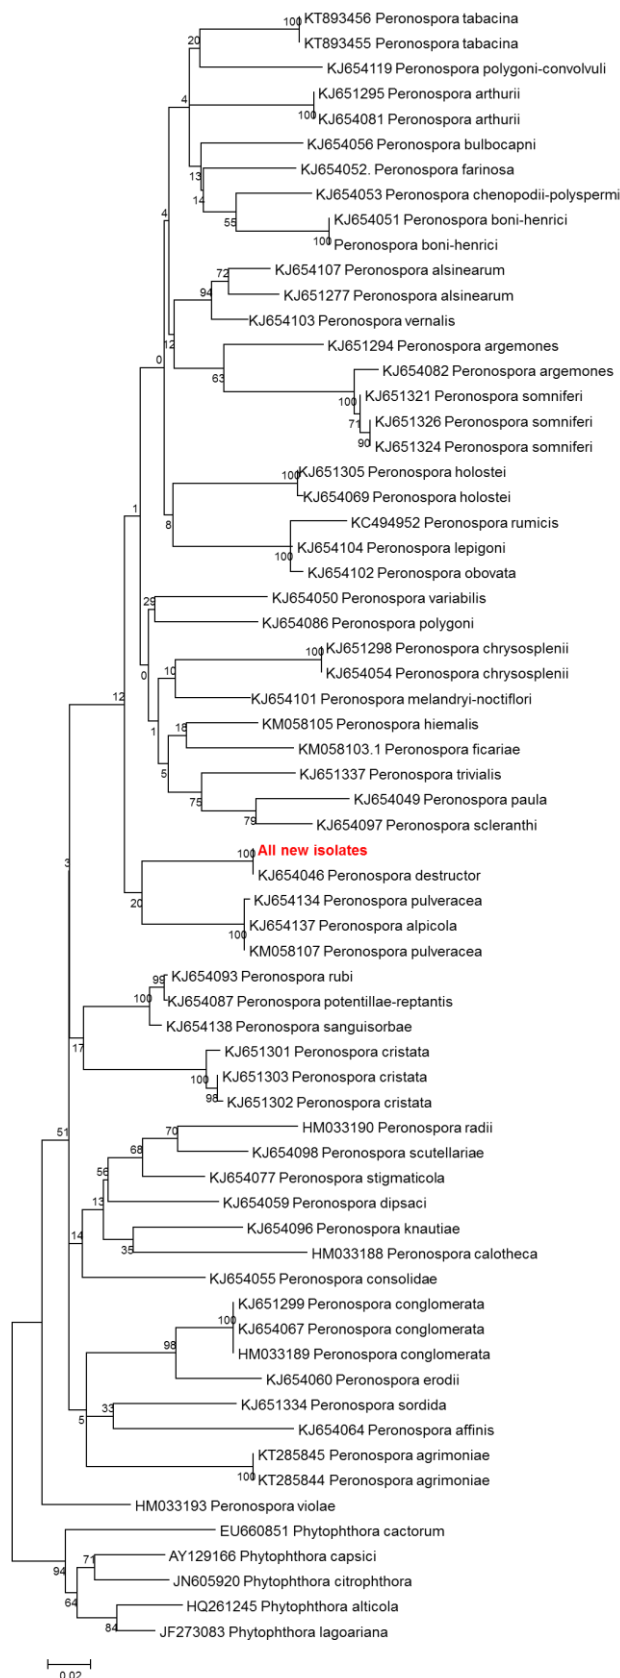 KT893456 Peronospora tabacina
100
KT893455 Peronospora tabacina
20
KJ654119 Peronospora polygoni-convolvuli
KJ651295 Peronospora arthurii
4
100
KJ654081 Peronospora arthurii
KJ654056 Peronospora bulbocapni
13
KJ654052. Peronospora farinosa
14
KJ654053 Peronospora chenopodii-polyspermi
55
KJ654051 Peronospora boni-henrici
100
Peronospora boni-henrici
4
KJ654107 Peronospora alsinearum
72
94
KJ651277 Peronospora alsinearum
KJ654103 Peronospora vernalis
12
KJ651294 Peronospora argemones
0
63
KJ654082 Peronospora argemones
100
KJ651321 Peronospora somniferi
71
KJ651326 Peronospora somniferi
90
KJ651324 Peronospora somniferi
100
KJ651305 Peronospora holostei
KJ654069 Peronospora holostei
8
KC494952 Peronospora rumicis
KJ654104 Peronospora lepigoni
100
KJ654102 Peronospora obovata
1
29
KJ654050 Peronospora variabilis
KJ654086 Peronospora polygoni
0
KJ651298 Peronospora chrysosplenii
100
KJ654054 Peronospora chrysosplenii
10
KJ654101 Peronospora melandryi-noctiflori
1
KM058105 Peronospora hiemalis
18
KM058103.1 Peronospora ficariae
5
KJ651337 Peronospora trivialis
75
KJ654049 Peronospora paula
79
KJ654097 Peronospora scleranthi
12
All new isolates
100
KJ654046 Peronospora destructor
20
KJ654134 Peronospora pulveracea
KJ654137 Peronospora alpicola
100
KM058107 Peronospora pulveracea
3
99
KJ654093 Peronospora rubi
100
KJ654087 Peronospora potentillae-reptantis
KJ654138 Peronospora sanguisorbae
17
KJ651301 Peronospora cristata
100
KJ651303 Peronospora cristata
98
KJ651302 Peronospora cristata
51
70
HM033190 Peronospora radii
68
KJ654098 Peronospora scutellariae
56
KJ654077 Peronospora stigmaticola
13
KJ654059 Peronospora dipsaci
KJ654096 Peronospora knautiae
35
HM033188 Peronospora calotheca
14
KJ654055 Peronospora consolidae
KJ651299 Peronospora conglomerata
100
KJ654067 Peronospora conglomerata
98
HM033189 Peronospora conglomerata
KJ654060 Peronospora erodii
33
KJ651334 Peronospora sordida
5
KJ654064 Peronospora affinis
KT285845 Peronospora agrimoniae
100
KT285844 Peronospora agrimoniae
HM033193 Peronospora violae
EU660851 Phytophthora cactorum
94
71
AY129166 Phytophthora capsici
JN605920 Phytophthora citrophthora
64
HQ261245 Phytophthora alticola
84
JF273083 Phytophthora lagoariana
0.02